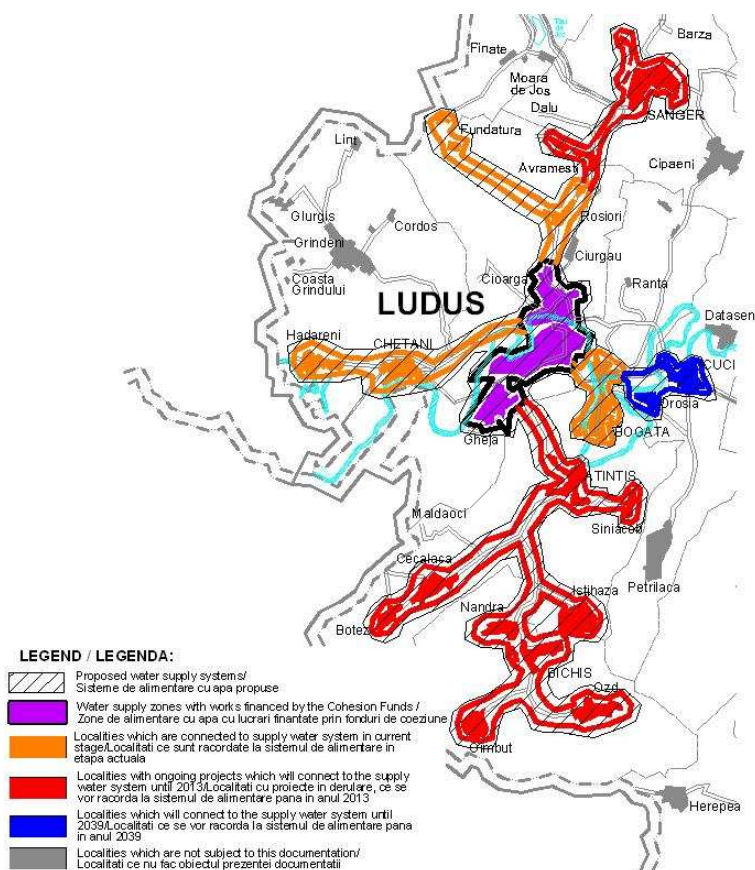 Barza
Finate
Moara
de Jos
Dalu
SANGER
Fundatura
Lint
Avramesti
Cipaeni
Glurgis
Cordos
Rosiori
Grindeni
Ciurgau
Coasta
Grindului
Cioarga
Ranta
LUDUS
Datasen
Hadareni
CHETANI
CUCI
Orosia
BOGATA
Gheja
ATINTIS
Maldaoci
Siniacob
Cecalaca
Petrilaca
Istihaza
Nandra
Botez
BICHIS
Ozd
Oimbut
Herepea
LEGEND / LEGENDA:
Proposed water supply systems/
Sisteme de alimentare cu apa propuse
Water supply zones with works financed by the Cohesion Funds /
Zone de alimentare cu apa cu lucrari finantate prin fonduri de coeziune
Localities which are connected to supply water system in current
stage/Localitati ce sunt racordate la sistemul de alimentare in
etapa actuala
Localities with ongoing projects which will connect to the supply
water system until 2013/Localitati cu proiecte in derulare, ce se
vor racorda la sistemul de alimentare pana in anul 2013
Localities which will connect to the supply water system until
2039/Localitati ce se vor racorda la sistemul de alimentare pana
in anul 2039
Localities which are not subject to this documentation/
Localitati ce nu fac obiectul prezentei documentatii